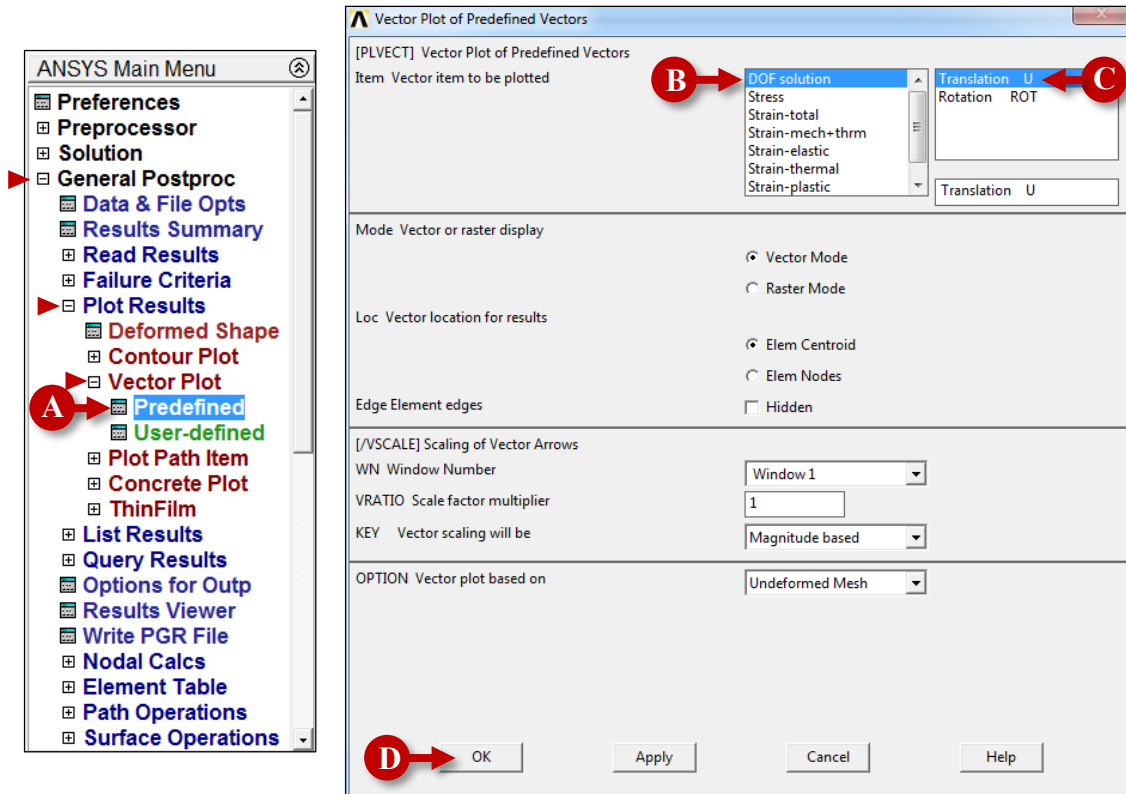 ANSYS Main Menu
Preferences
Preprocessor
Solution
General Postproc
Data & File Opts
Results Summary
Read Results
Failure Criteria
Plot Results
Deformed Shape
Contour Plot
Vector Plot
A
Predefined
User-defined
Plot Path Item
Concrete Plot
ThinFilm
List Results
Query Results
Options for Outp
Results Viewer
Write PGR File
Nodal Calcs
Element Table
Path Operations
Surface Operations
Vector Plot of Predefined Vectors
[PLVECT] Vector Plot of Predefined Vectors
Item Vector item to be plotted
B
DOF solution
Stress
Strain-total
Strain-mech+thrm
Strain-elastic
Strain-thermal
Strain-plastic
Translation U
C
Rotation ROT
Translation U
Mode Vector or raster display
Vector Mode
Raster Mode
Loc Vector location for results
Elem Centroid
Elem Nodes
Edge Element edges
Hidden
[/VSCALE] Scaling of Vector Arrows
WN Window Number
Window 1
VRATIO Scale factor multiplier
1
KEY Vector scaling will be
Magnitude based
OPTION Vector plot based on
Undeformed Mesh
D
OK
Apply
Cancel
Help